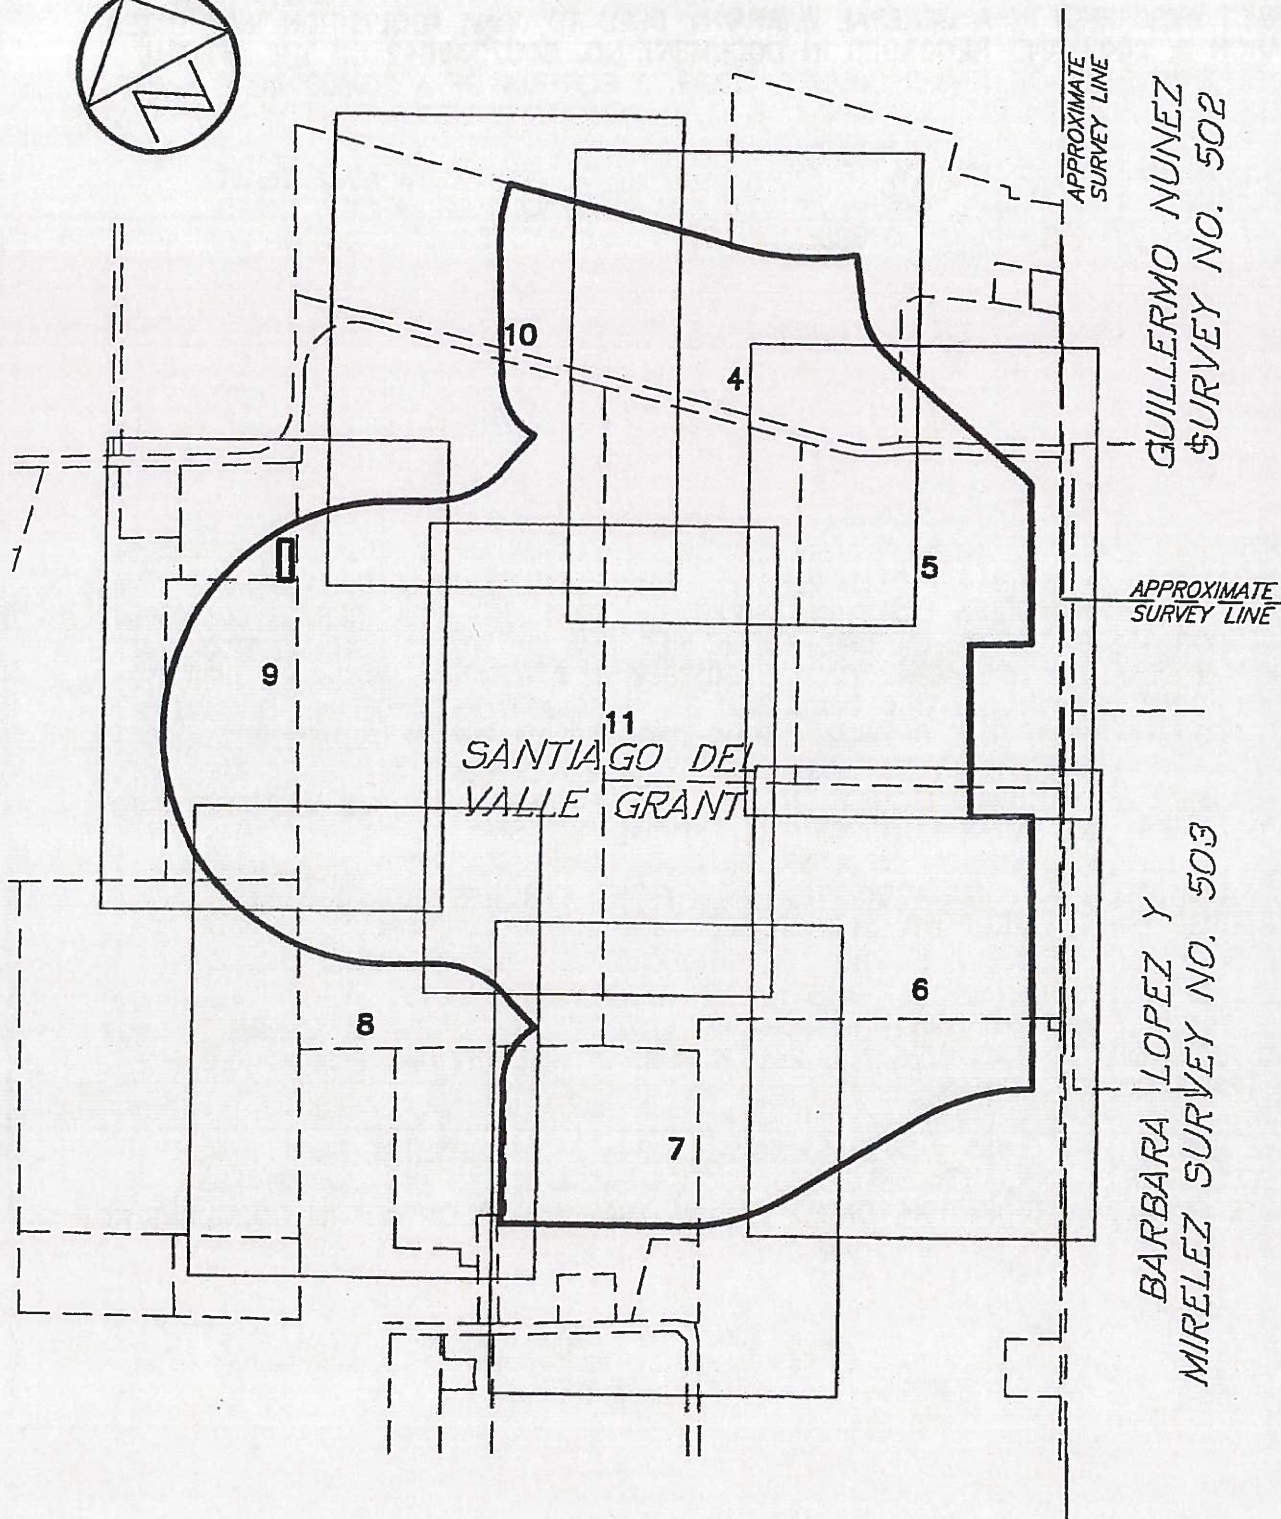 N
APPROXIMATE
SURVEY LINE
GUILLERMO NUNEZ
SURVEY NO. 502
10
4
1
5
APPROXIMATE
SURVEY LINE
9
11
SANTIAGO DEL
VALLE GRANT
6
8
7
BARBARA LOPEZ Y
MIRELEZ SURVEY NO. 503